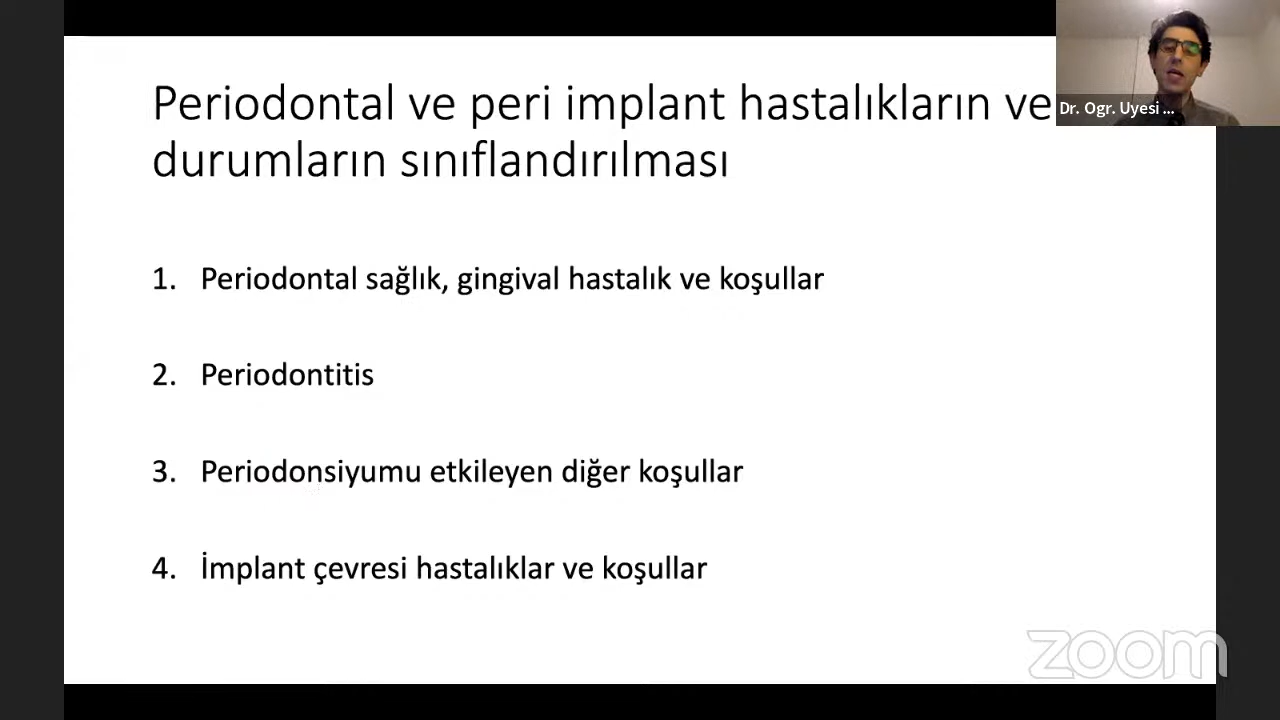 Periodontal ve peri implant hastalıkların ve
durumların sınıflandırılması
Dr. Ogr. Uyesi ...
1. Periodontal sağlık, gingival hastalık ve koşullar
2. Periodontitis
3. Periodonsiyumu etkileyen diğer koşullar
4. İmplant çevresi hastalıklar ve koşullar
zoom